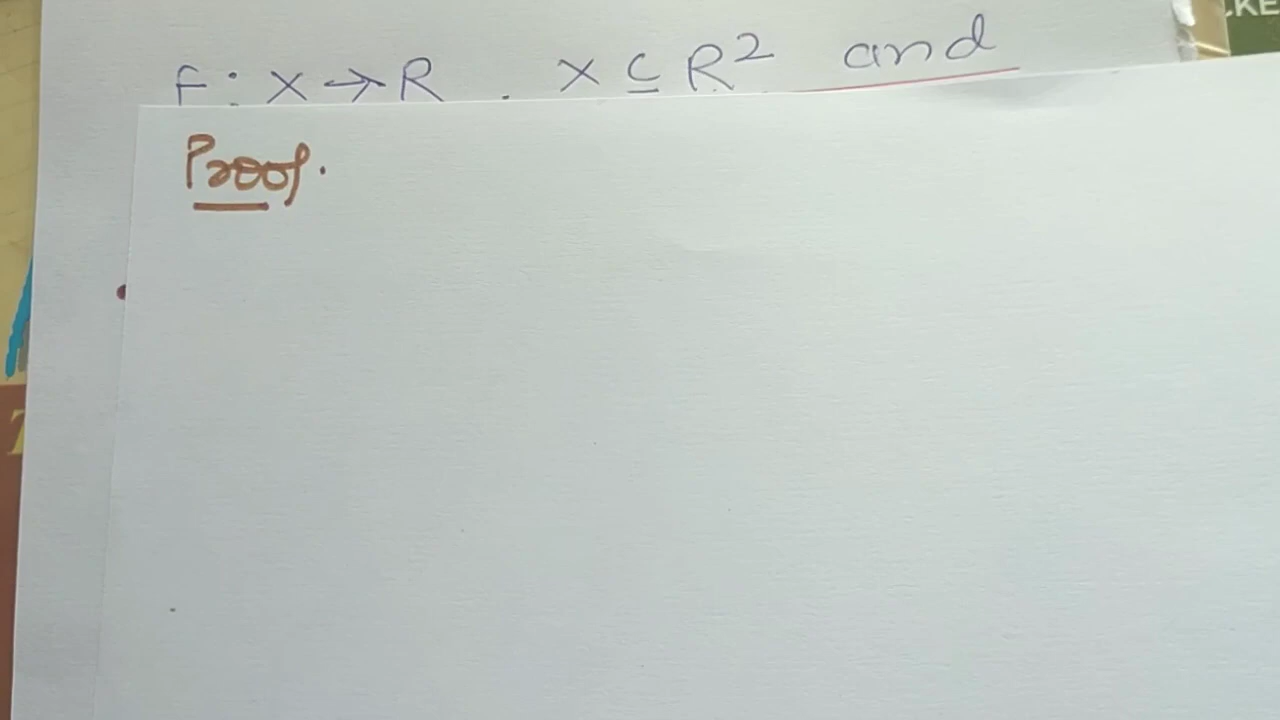 F: X → R . X ⊆ R² and
Proof.